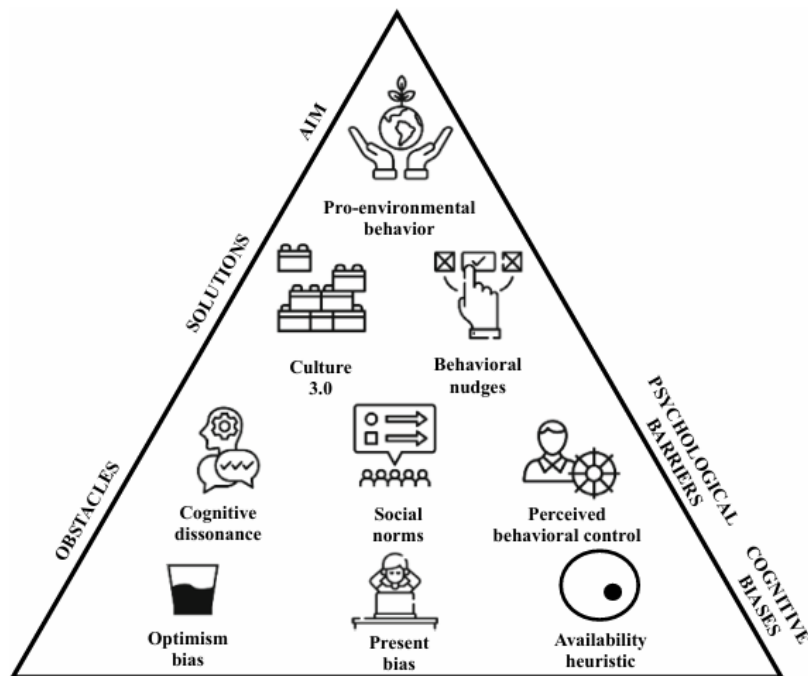 AIM
Pro-environmental
behavior
SOLUTIONS
Culture
3.0
Behavioral
nudges
OBSTACLES
PSYCHOLOGICAL
BARRIERS
Cognitive
dissonance
Social
norms
Perceived
behavioral control
COGNITIVE
BIASES
Optimism
bias
Present
bias
Availability
heuristic